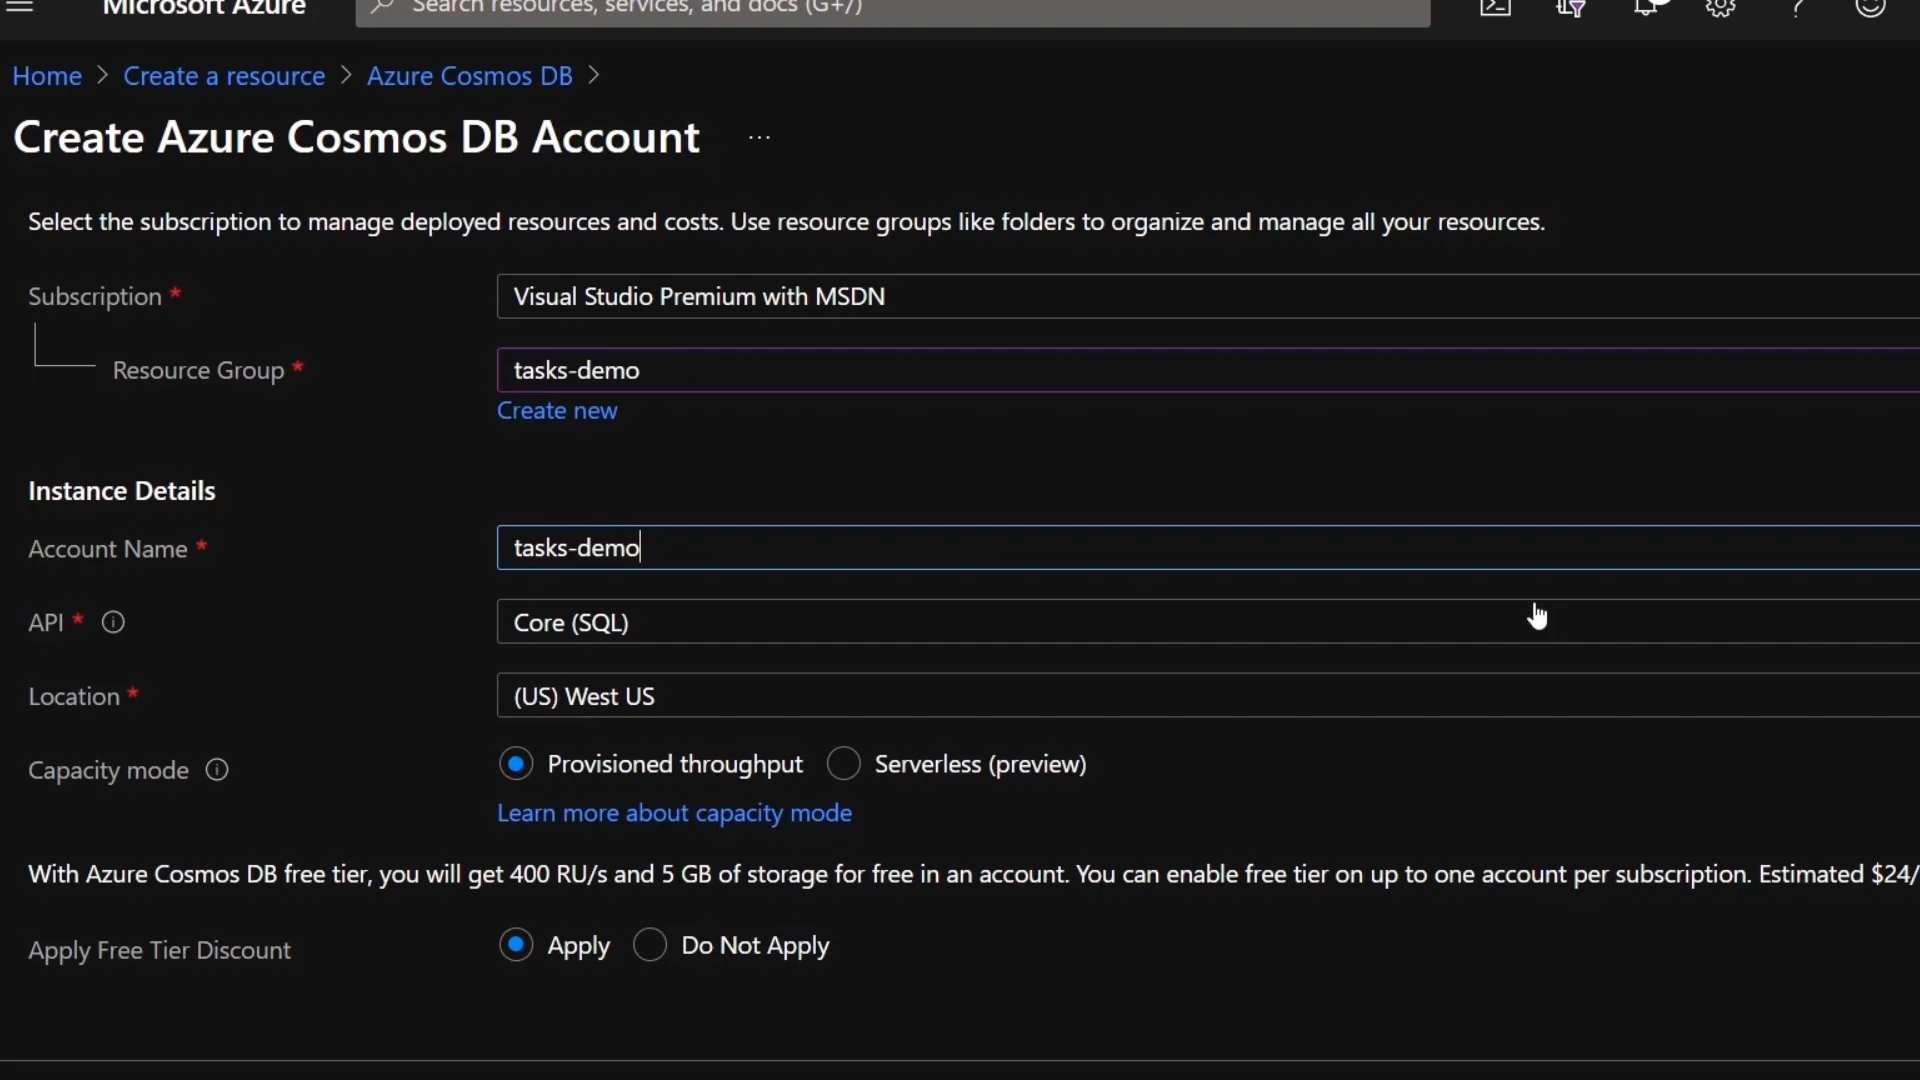 Microsoft Azure
Search resources, services, and docs (G+/)
Home > Create a resource > Azure Cosmos DB >
Create Azure Cosmos DB Account ...
Select the subscription to manage deployed resources and costs. Use resource groups like folders to organize and manage all your resources.
Subscription * Visual Studio Premium with MSDN
Resource Group * tasks-demo
Create new
Instance Details
Account Name * tasks-demo
API * Core (SQL)
Location * (US) West US
Capacity mode Provisioned throughput Serverless (preview)
Learn more about capacity mode
With Azure Cosmos DB free tier, you will get 400 RU/s and 5 GB of storage for free in an account. You can enable free tier on up to one account per subscription. Estimated $24/
Apply Free Tier Discount Apply Do Not Apply